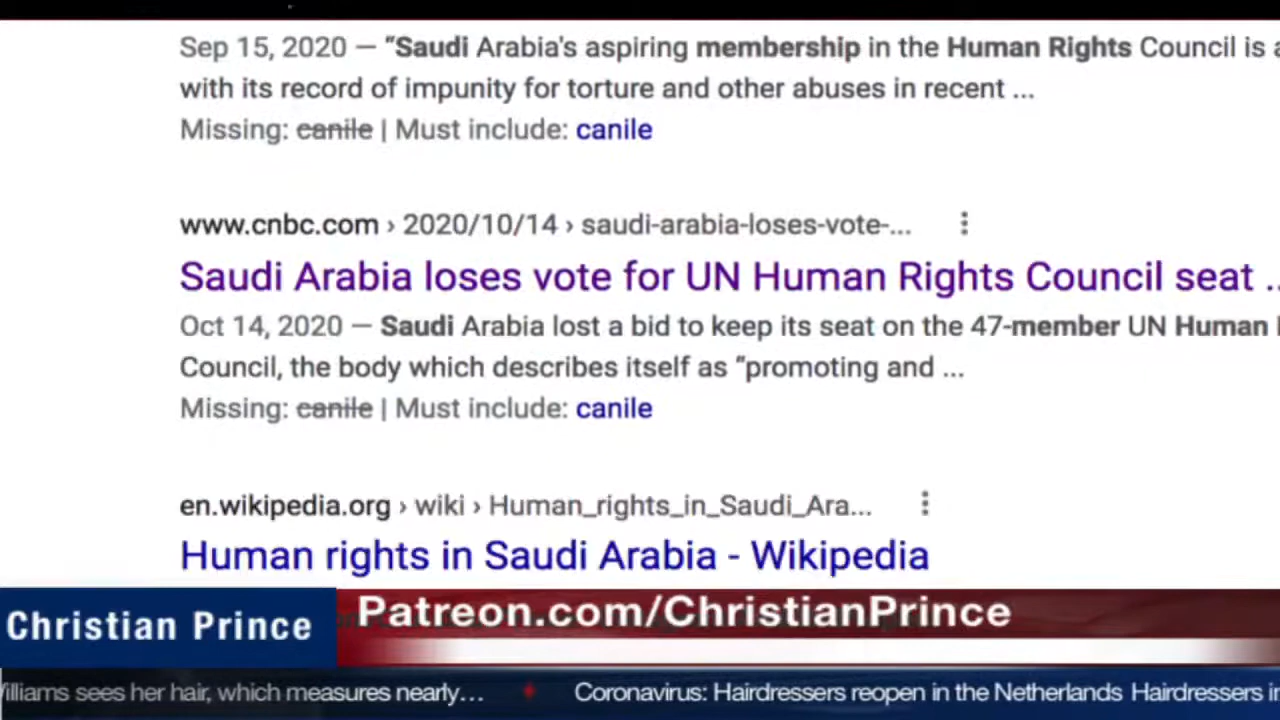 Sep 15, 2020 — “Saudi Arabia's aspiring membership in the Human Rights Council is
with its record of impunity for torture and other abuses in recent ...
Missing: canile | Must include: canile
www.cnbc.com › 2020/10/14 › saudi-arabia-loses-vote-...
Saudi Arabia loses vote for UN Human Rights Council seat ...
Oct 14, 2020 — Saudi Arabia lost a bid to keep its seat on the 47-member UN Human
Council, the body which describes itself as “promoting and ...
Missing: canile | Must include: canile
en.wikipedia.org › wiki › Human_rights_in_Saudi_Ara...
Human rights in Saudi Arabia - Wikipedia
Christian Prince
Patreon.com/ChristianPrince
illiams sees her hair, which measures nearly... Coronavirus: Hairdressers reopen in the Netherlands Hairdressers